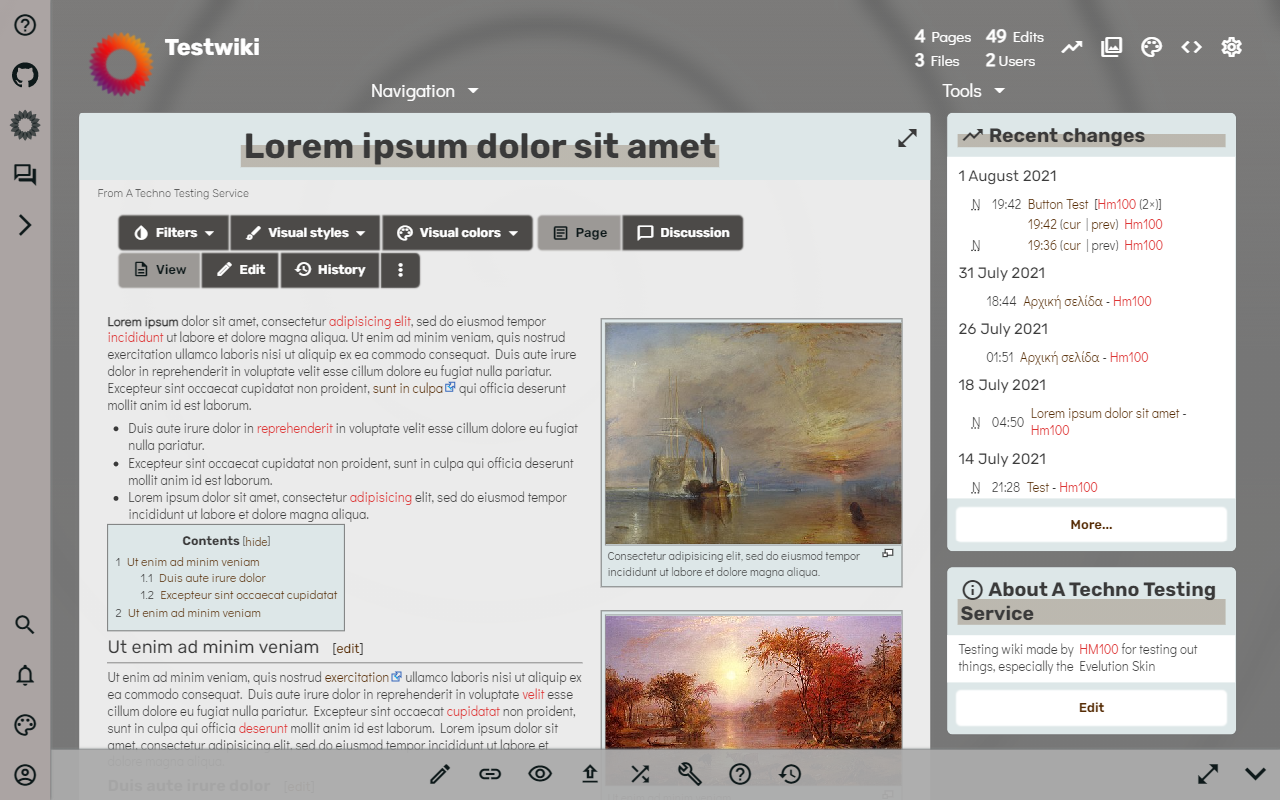 Testwiki
4 Pages 49 Edits
3 Files 2 Users
Navigation
Tools
Lorem ipsum dolor sit amet
From A Techno Testing Service
Filters Visual styles Visual colors Page Discussion
View Edit History
Lorem ipsum dolor sit amet, consectetur adipisicing elit, sed do eiusmod tempor
incididunt ut labore et dolore magna aliqua. Ut enim ad minim veniam, quis nostrud
exercitation ullamco laboris nisi ut aliquip ex ea commodo consequat. Duis aute irure
dolor in reprehenderit in voluptate velit esse cillum dolore eu fugiat nulla pariatur.
Excepteur sint occaecat cupidatat non proident, sunt in culpa qui officia deserunt
mollit anim id est laborum.
Duis aute irure dolor in reprehenderit in voluptate velit esse cillum dolore eu fugiat
nulla pariatur.
Excepteur sint occaecat cupidatat non proident, sunt in culpa qui officia deserunt
mollit anim id est laborum.
Lorem ipsum dolor sit amet, consectetur adipisicing elit, sed do eiusmod tempor
incididunt ut labore et dolore magna aliqua.
Contents [hide]
1 Ut enim ad minim veniam
1.1 Duis aute irure dolor
1.2 Excepteur sint occaecat cupidatat
2 Ut enim ad minim veniam
Ut enim ad minim veniam [edit]
Ut enim ad minim veniam, quis nostrud exercitation ullamco laboris nisi ut aliquip ex
ea commodo consequat. Duis aute irure dolor in reprehenderit in voluptate velit esse
cillum dolore eu fugiat nulla pariatur. Excepteur sint occaecat cupidatat non proident,
sunt in culpa qui officia deserunt mollit anim id est laborum. Lorem ipsum dolor sit
amet, consectetur adipisicing elit, sed do eiusmod tempor incididunt ut labore et
dolore magna aliqua.
Duis aute irure dolor [edit]
Consectetur adipisicing elit, sed do eiusmod tempor
incididunt ut labore et dolore magna aliqua.
Recent changes
1 August 2021
N 19:42 Button Test [Hm100 (2×)]
19:42 (cur | prev) Hm100
N 19:36 (cur | prev) Hm100
31 July 2021
18:44 Αρχική σελίδα - Hm100
26 July 2021
01:51 Αρχική σελίδα - Hm100
18 July 2021
N 04:50 Lorem ipsum dolor sit amet -
Hm100
14 July 2021
N 21:28 Test - Hm100
More...
About A Techno Testing
Service
Testing wiki made by HM100 for testing out
things, especially the Evelution Skin
Edit